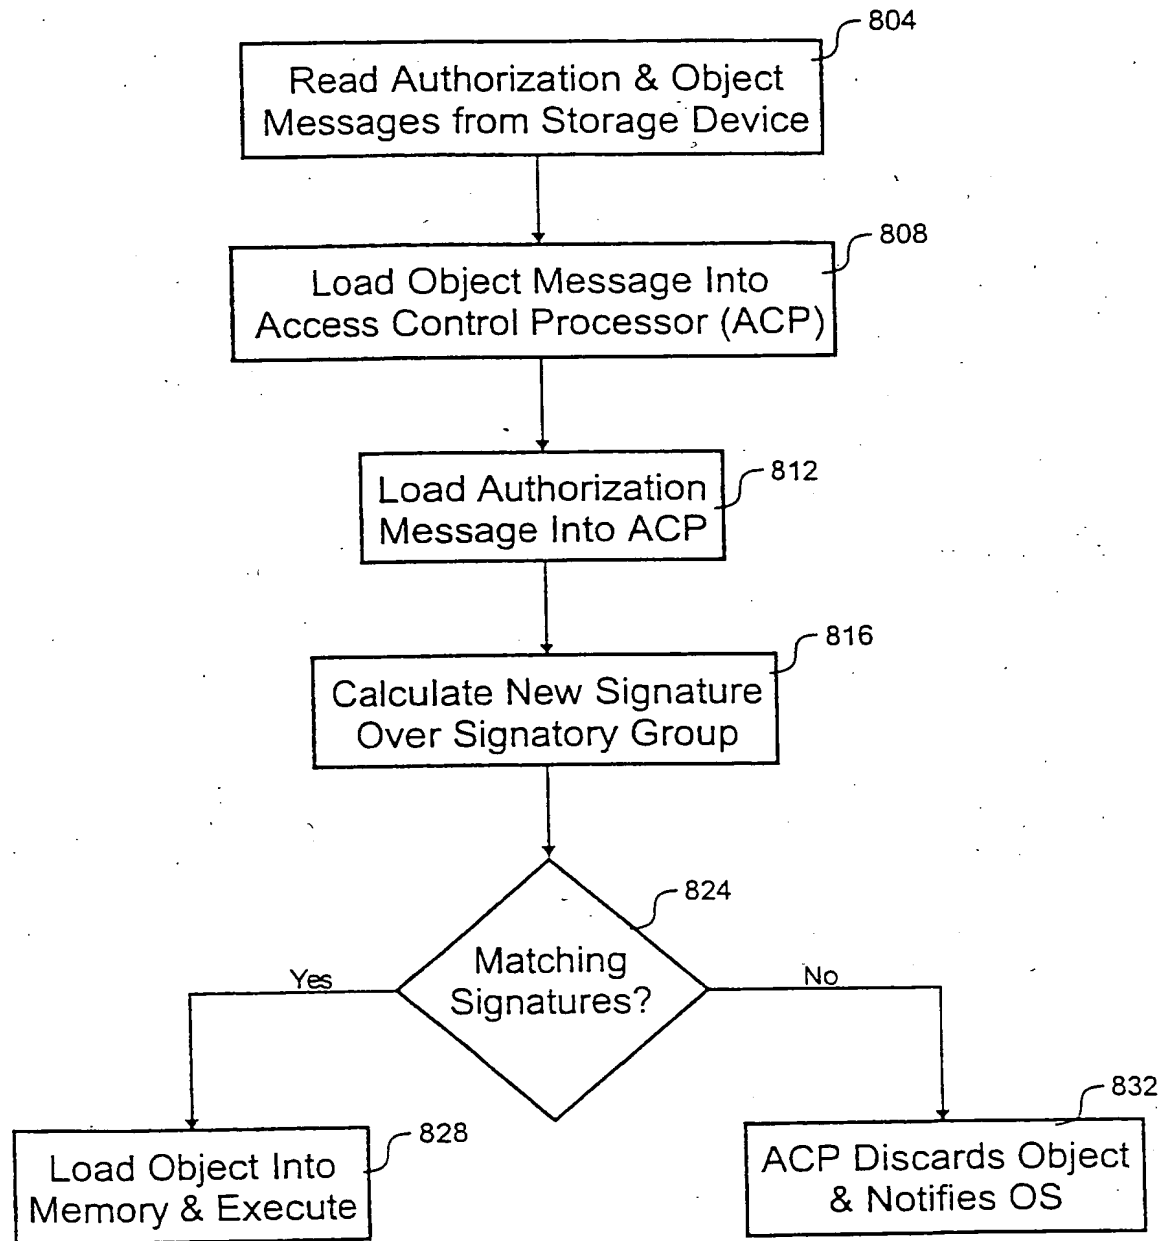 804
Read Authorization & Object
Messages from Storage Device
808
Load Object Message Into
Access Control Processor (ACP)
812
Load Authorization
Message Into ACP
816
Calculate New Signature
Over Signatory Group
824
Matching
Signatures?
Yes
No
828
Load Object Into
Memory & Execute
832
ACP Discards Object
& Notifies OS